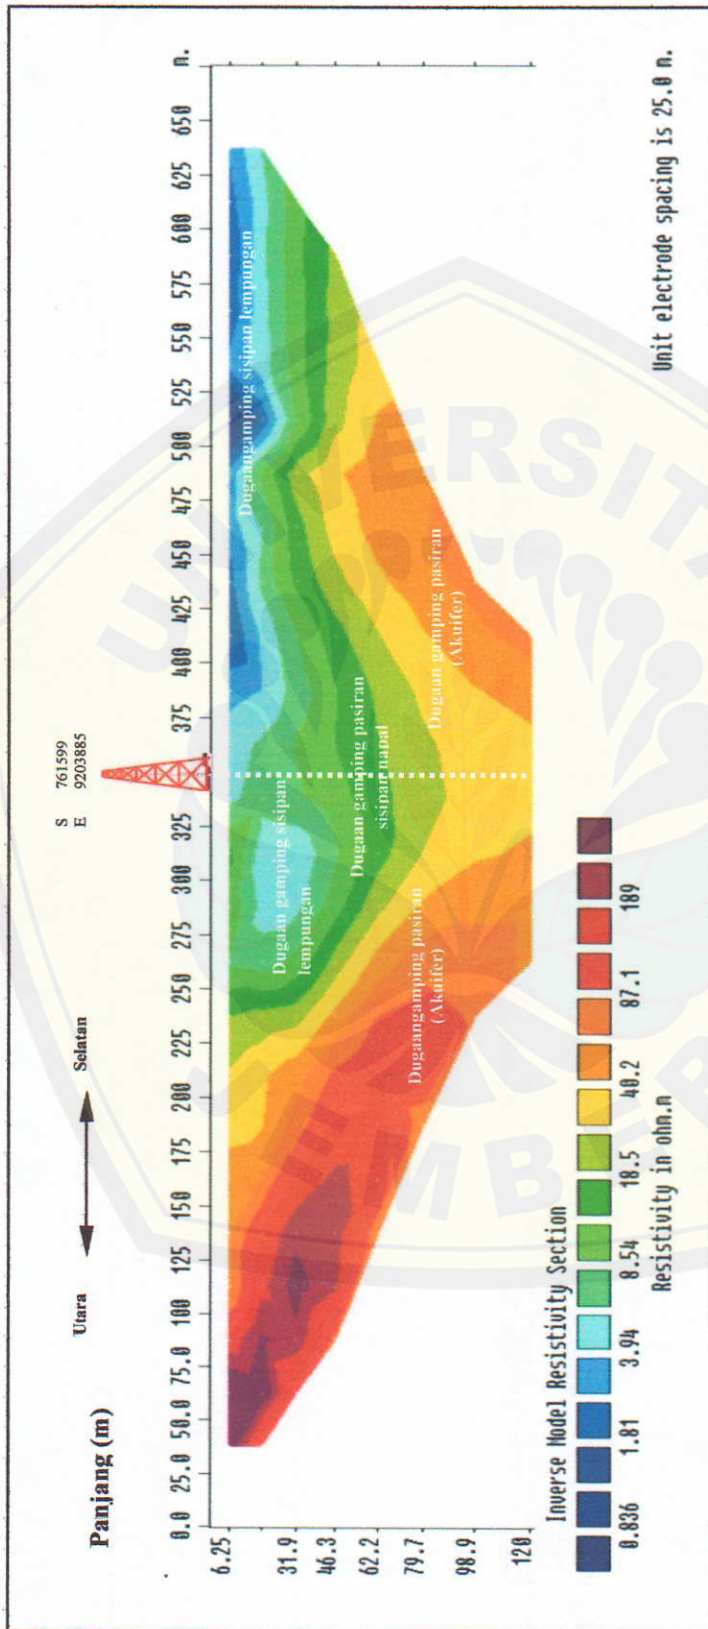 S 761599
E 9203885
Utara Selatan
Panjang (m)
0.0 25.0 50.0 75.0 100 125 150 175 200 225 250 275 300 325 375 400 425 450 475 500 525 550 575 600 625 650 m.
6.25
31.9
46.3
62.2
79.7
98.9
120
Dugaangamping sisipan lempungan
Dugaan gamping sisipan
lempungan
Dugaan gamping pasiran
sisipan napal
Dugaangamping pasiran
(Akuifer)
Dugaan gamping pasiran
(Akuifer)
Inverse Model Resistivity Section
0.836 1.81 3.94 8.54 18.5 40.2 87.1 189
Resistivity in ohm.m
Unit electrode spacing is 25.0 m.
UNIVERSITA
JEMBER